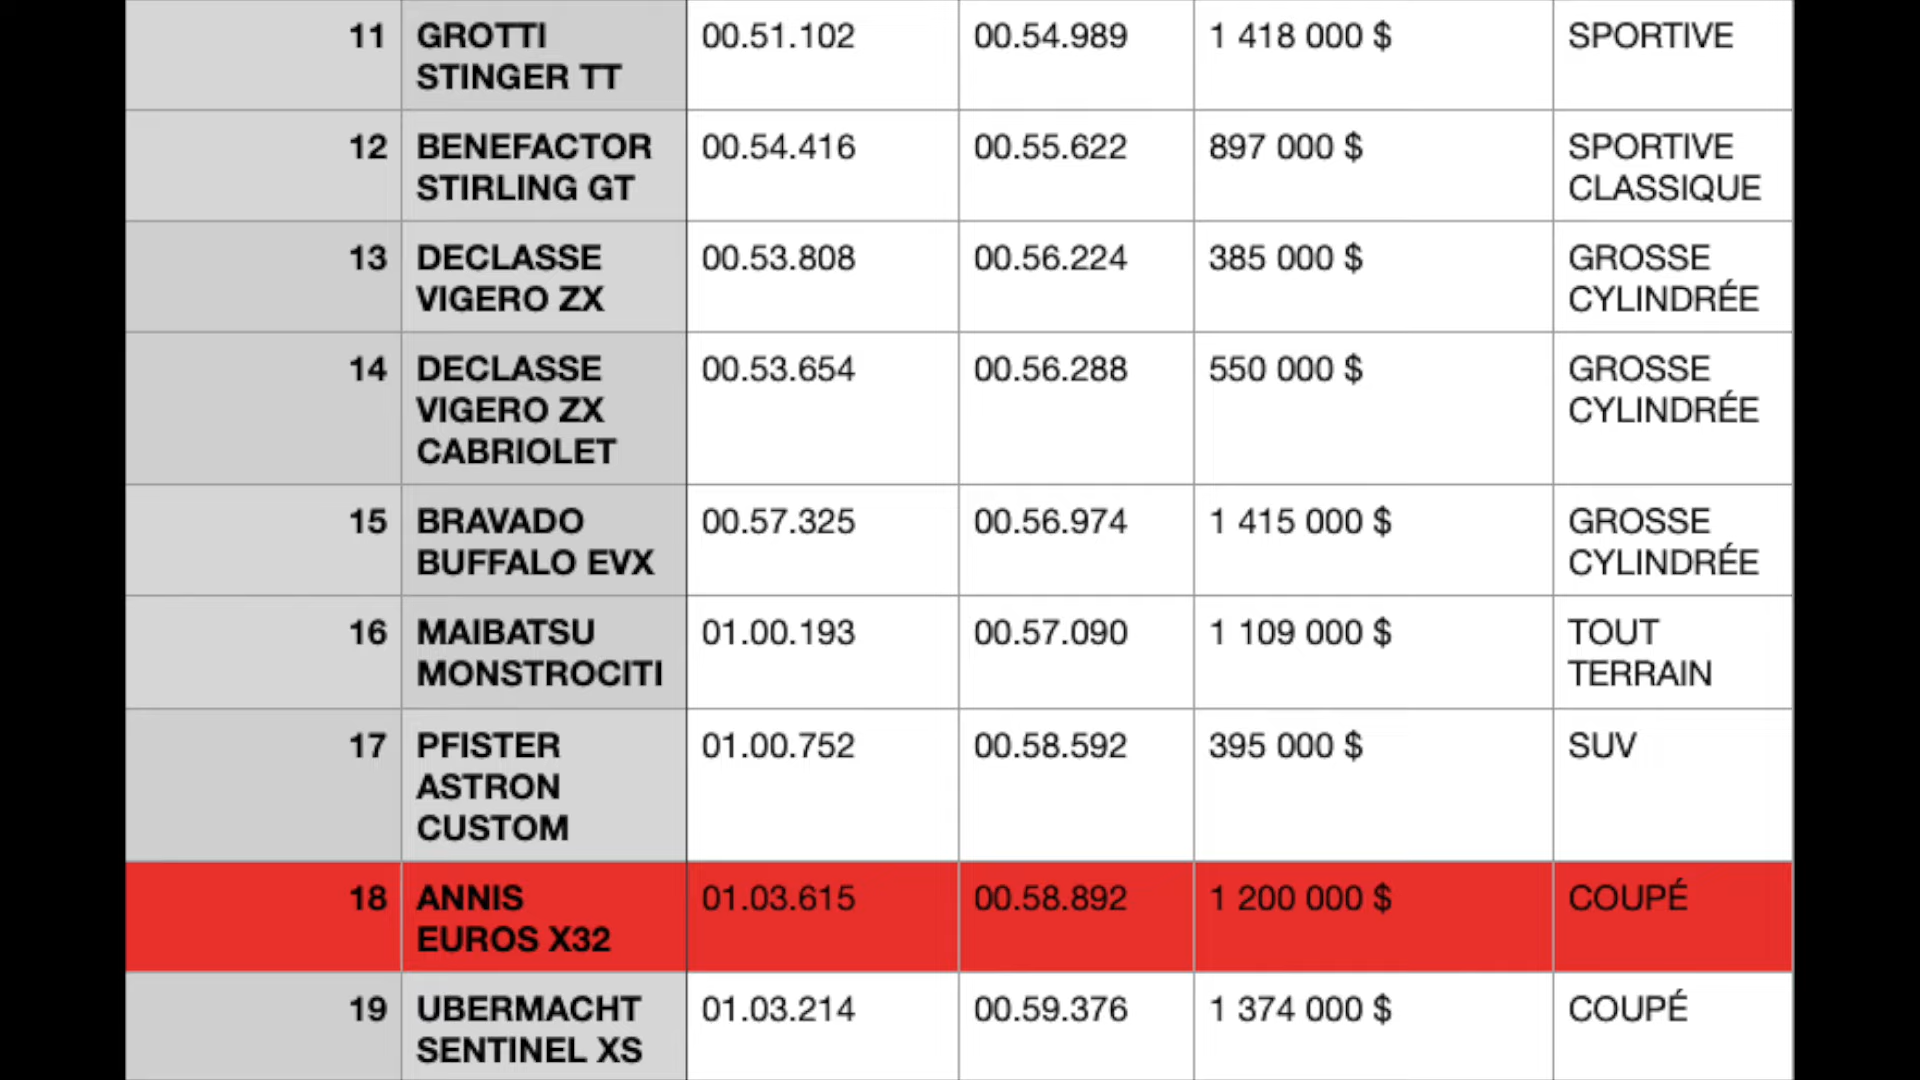 11 GROTTI 00.51.102 00.54.989 1 418 000 $ SPORTIVE
STINGER TT
12 BENEFACTOR 00.54.416 00.55.622 897 000 $ SPORTIVE
STIRLING GT CLASSIQUE
13 DECLASSE 00.53.808 00.56.224 385 000 $ GROSSE
VIGERO ZX CYLINDRÉE
14 DECLASSE 00.53.654 00.56.288 550 000 $ GROSSE
VIGERO ZX CYLINDRÉE
CABRIOLET
15 BRAVADO 00.57.325 00.56.974 1 415 000 $ GROSSE
BUFFALO EVX CYLINDRÉE
16 MAIBATSU 01.00.193 00.57.090 1 109 000 $ TOUT
MONSTROCITI TERRAIN
17 PFISTER 01.00.752 00.58.592 395 000 $ SUV
ASTRON
CUSTOM
18 ANNIS 01.03.615 00.58.892 1 200 000 $ COUPÉ
EUROS X32
19 UBERMACHT 01.03.214 00.59.376 1 374 000 $ COUPÉ
SENTINEL XS